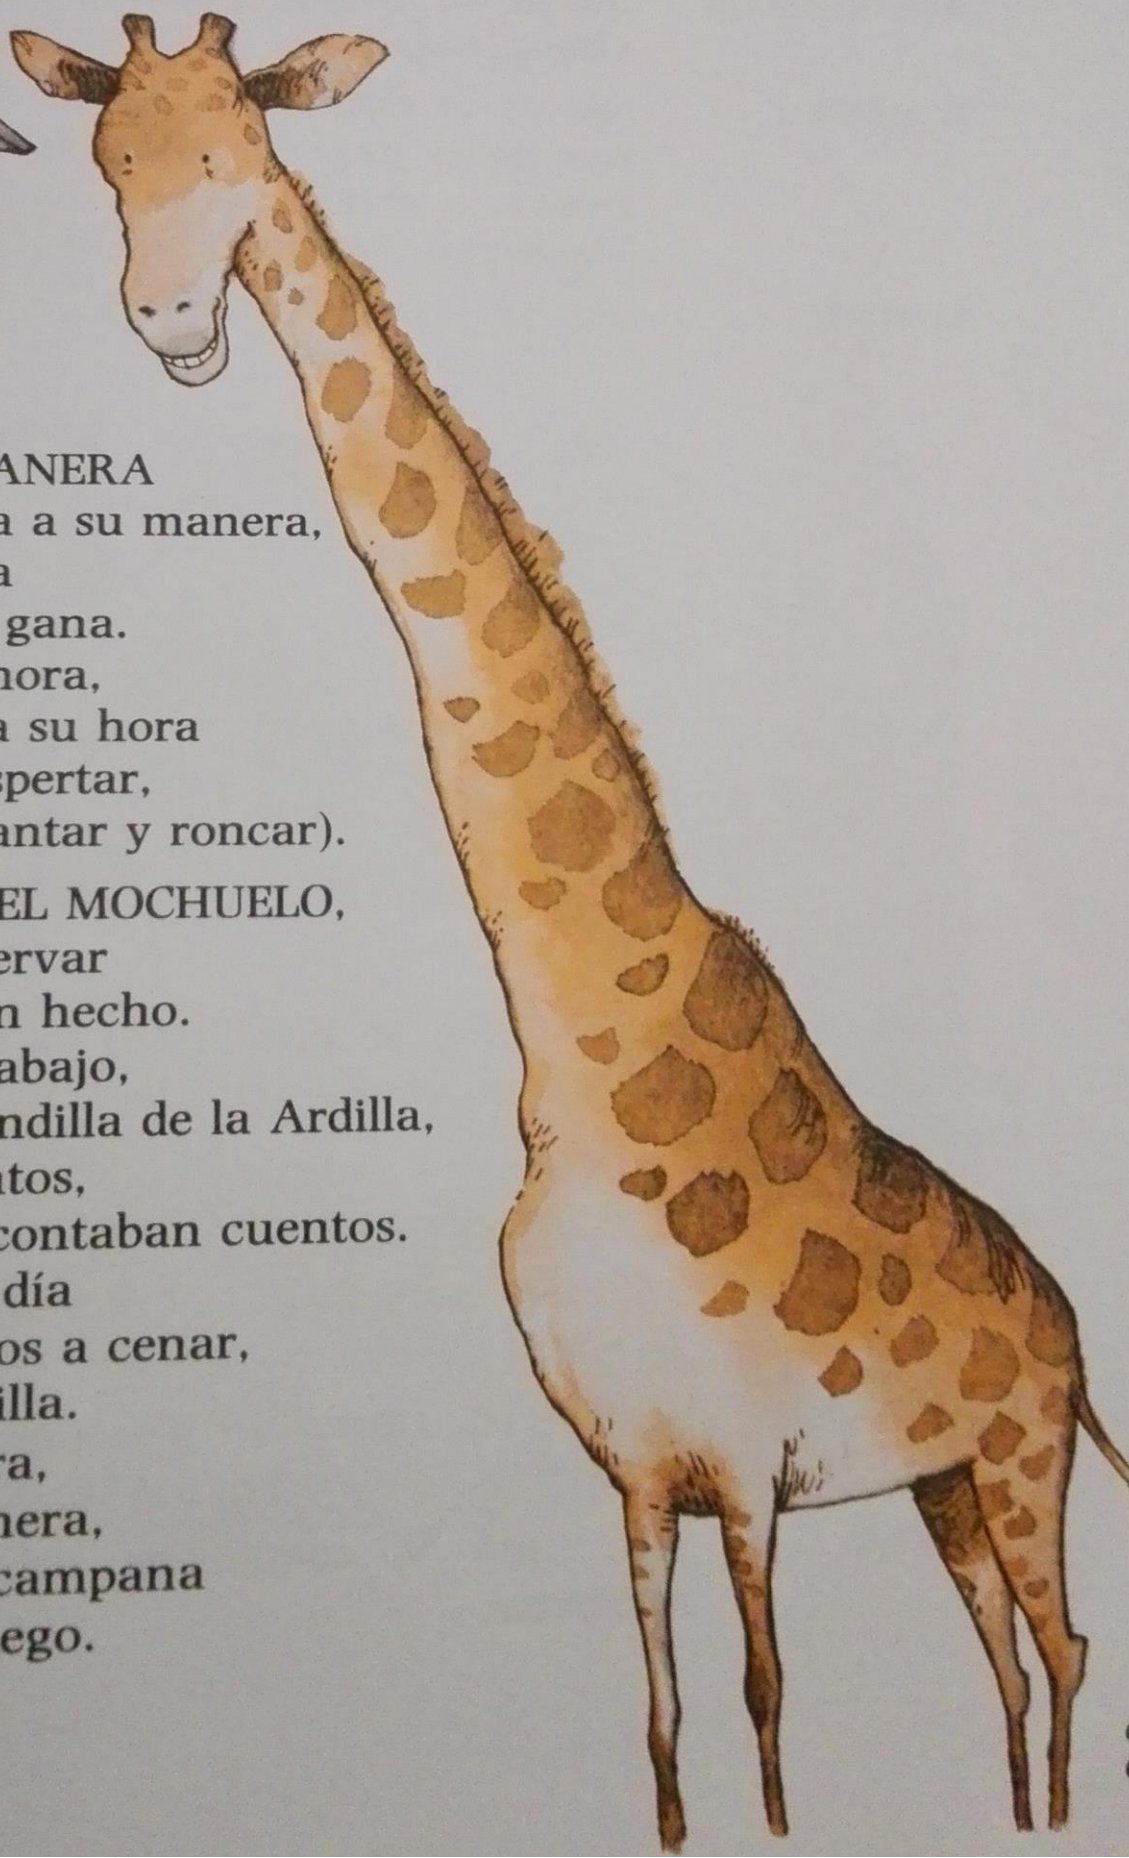 ANERA
a a su manera,
a
gana.
hora,
a su hora
spertar,
antar y roncar).
EL MOCHUELO,
ervar
n hecho.
abajo,
ndilla de la Ardilla,
ntos,
contaban cuentos.
día
os a cenar,
illa.
ra,
nera,
campana
ego.